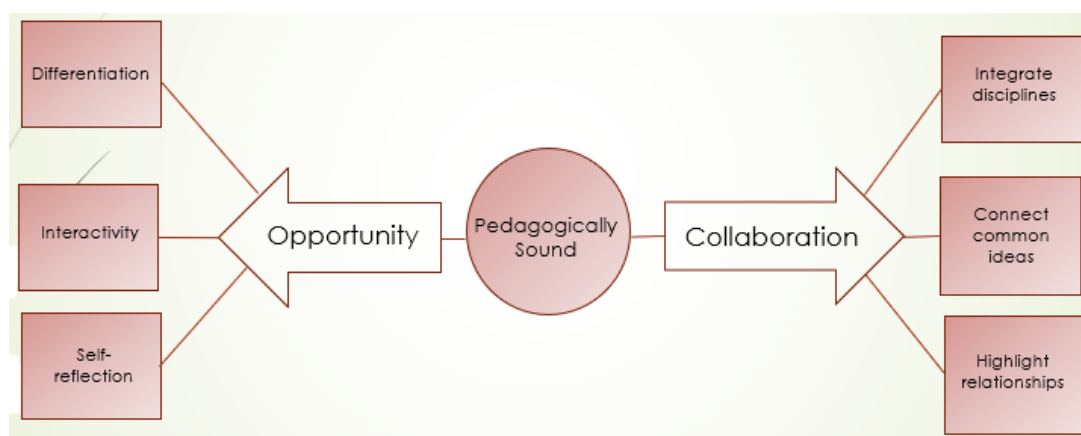 Differentiation
Interactivity
Self-
reflection
Opportunity
Pedagogically
Sound
Collaboration
Integrate
disciplines
Connect
common
ideas
Highlight
relationships